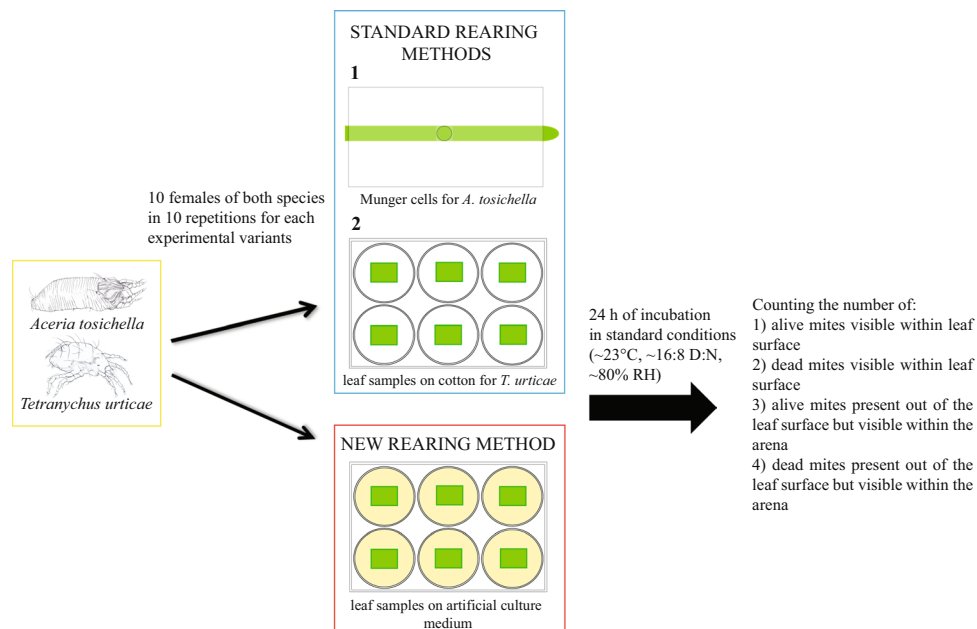 10 females of both species
in 10 repetitions for each
experimental variants
Aceria tosichella
Tetranychus urticae
STANDARD REARING
METHODS
1
Munger cells for A. tosichella
2
leaf samples on cotton for T. urticae
NEW REARING METHOD
leaf samples on artificial culture
medium
24 h of incubation
in standard conditions
(~23°C, ~16:8 D:N,
~80% RH)
Counting the number of:
1) alive mites visible within leaf
surface
2) dead mites visible within leaf
surface
3) alive mites present out of the
leaf surface but visible within the
arena
4) dead mites present out of the
leaf surface but visible within the
arena